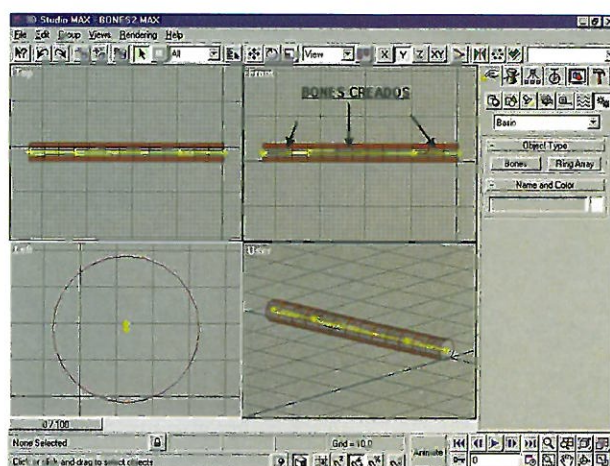 3D Studio MAX - BONES2.MAX
File Edit Group Views Rendering Help
All
View
X Y Z XY
Top
Front
BONES CREADOS
Basin
Object Type
Bones Ring Array
Name and Color
Left
User
0 / 100
None Selected
Grid = 10.0
Animate
Click or click-and-drag to select objects
0